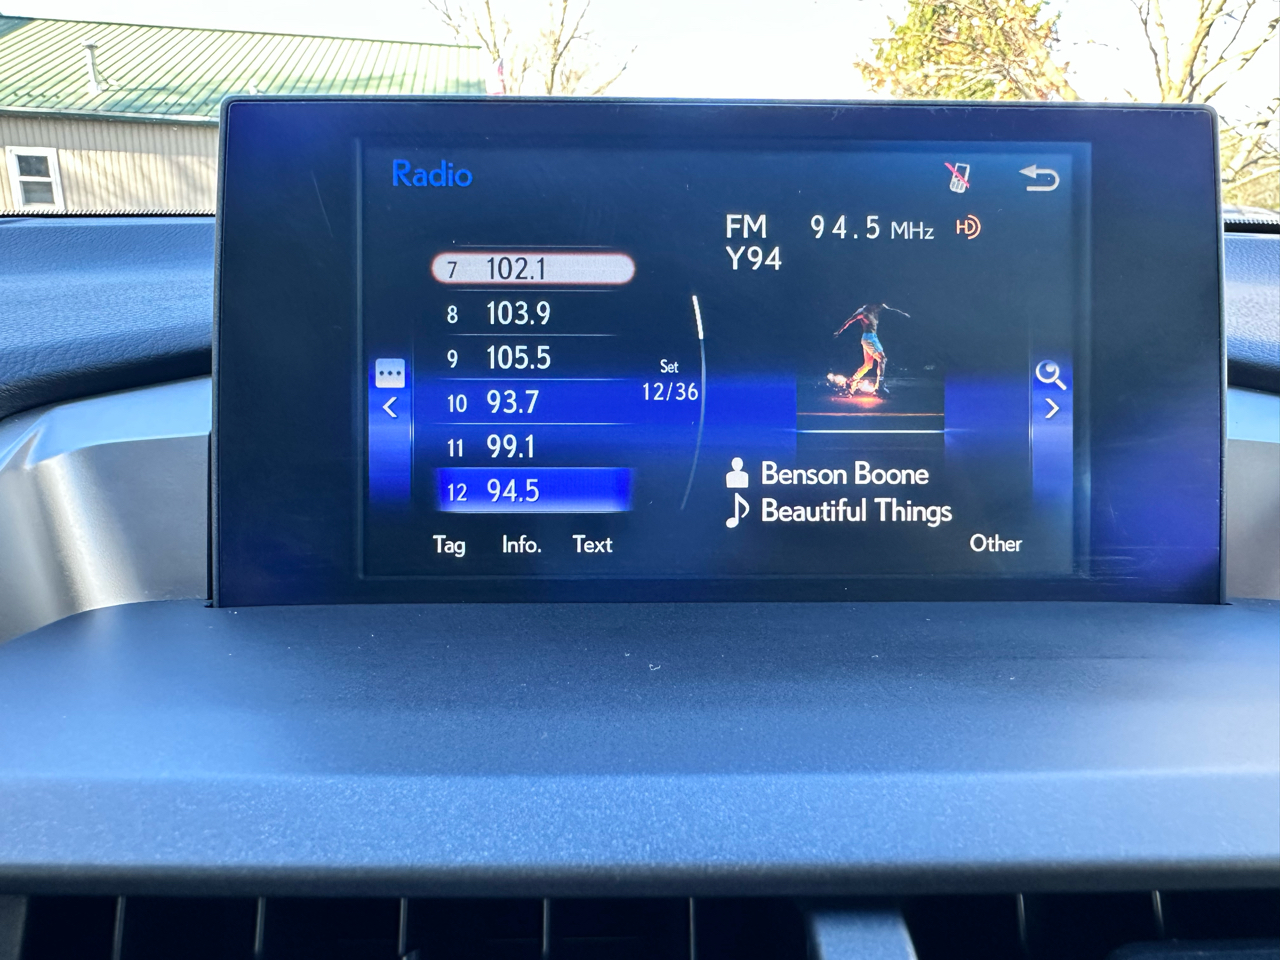 Radio
FM 94.5 MHz HD
Y94
7 102.1
8 103.9
9 105.5
10 93.7
11 99.1
12 94.5
Set
12/36
Benson Boone
Beautiful Things
Tag Info. Text Other